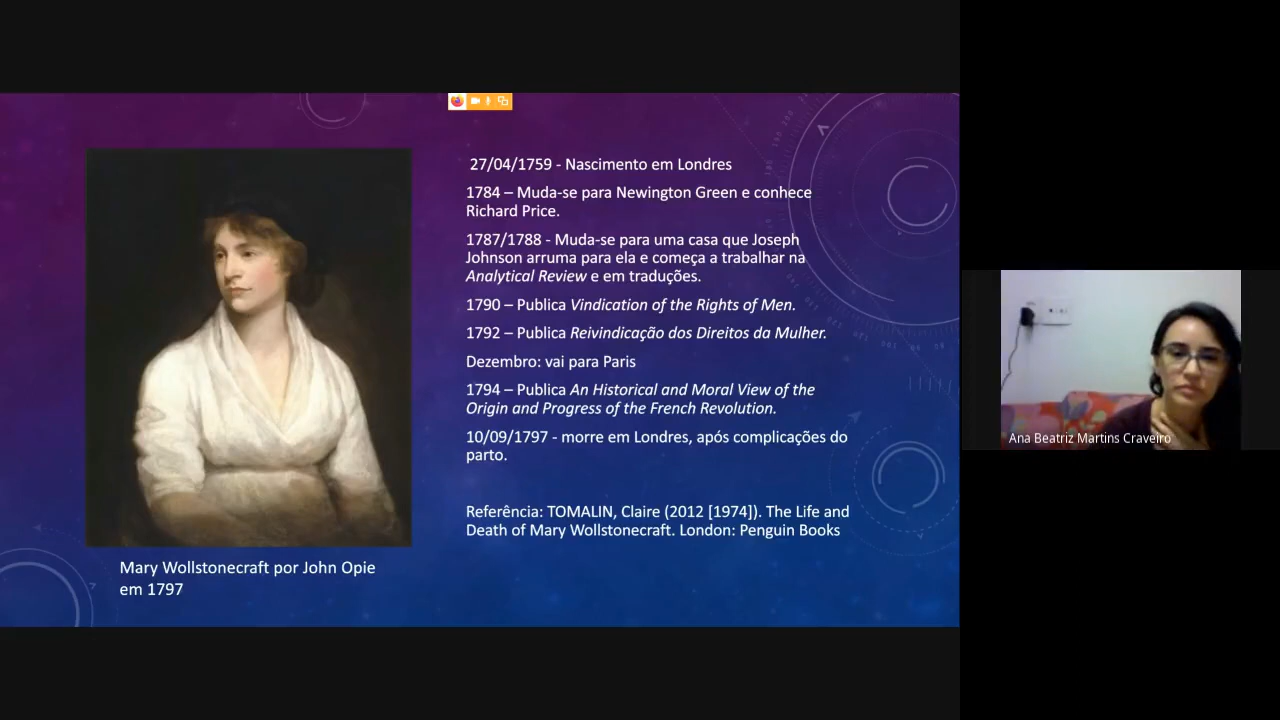 27/04/1759 - Nascimento em Londres
1784 – Muda-se para Newington Green e conhece
Richard Price.
1787/1788 - Muda-se para uma casa que Joseph
Johnson arruma para ela e começa a trabalhar na
Analytical Review e em traduções.
1790 – Publica Vindication of the Rights of Men.
1792 – Publica Reivindicação dos Direitos da Mulher.
Dezembro: vai para Paris
1794 – Publica An Historical and Moral View of the
Origin and Progress of the French Revolution.
10/09/1797 - morre em Londres, após complicações do
parto.
Referência: TOMALIN, Claire (2012 [1974]). The Life and
Death of Mary Wollstonecraft. London: Penguin Books
Mary Wollstonecraft por John Opie
em 1797
Ana Beatriz Martins Craveiro